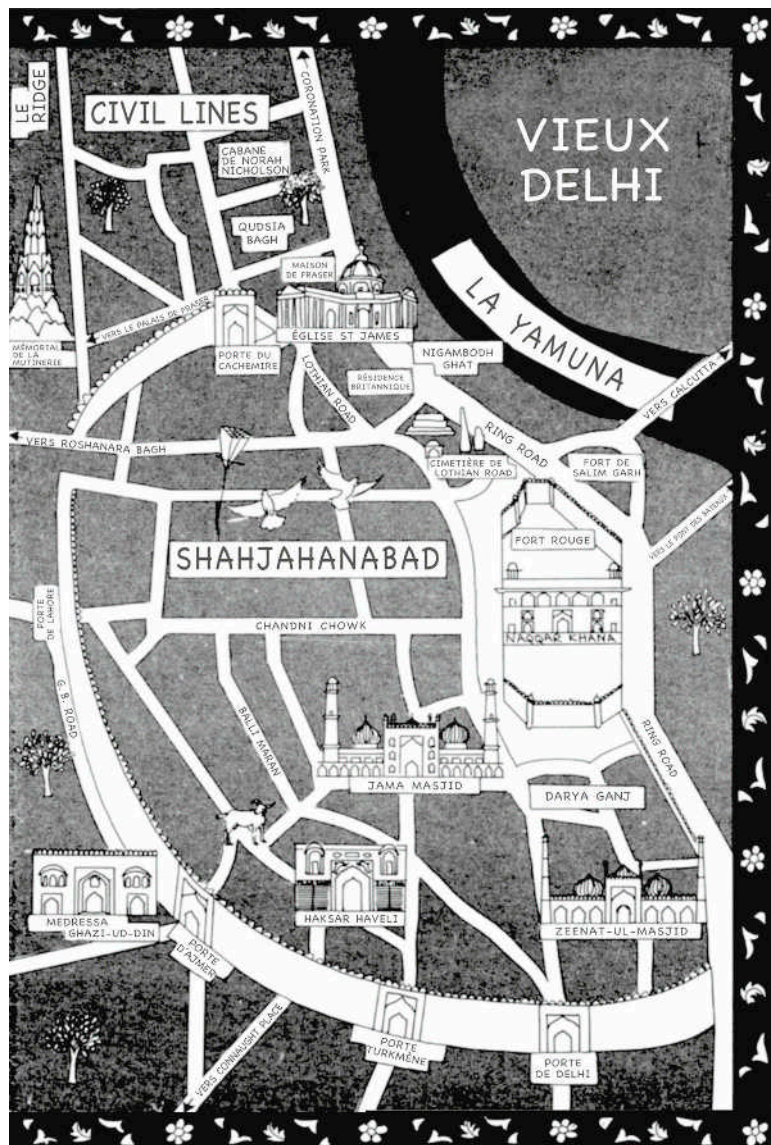 LE
RIDGE
CIVIL LINES
CORONATION PARK
VIEUX
DELHI
CABANE
DE NORAH
NICHOLSON
QUDSIA
BAGH
MAISON
DE FRASER
LA YAMUNA
VERS LE PALAIS DE FRASER
MÉMORIAL
DE LA
MUTINERIE
PORTE DU
CACHEMIRE
ÉGLISE ST JAMES
NIGAMBODH
GHAT
LOTHIAN ROAD
RÉSIDENCE
BRITANNIQUE
VERS CALCUTTA
VERS ROSHANARA BAGH
RING ROAD
CIMETIÈRE DE
LOTHIAN ROAD
FORT DE
SALIM GARH
VERS LE PONT DES BATEAUX
FORT ROUGE
SHAHJAHANABAD
PORTE
DE LAHORE
CHANDNI CHOWK
NAQQAR KHANA
G. B. ROAD
BALLI MARAN
RING ROAD
JAMA MASJID
DARYA GANJ
MEDRESSA
GHAZI-UD-DIN
HAKSAR HAVELI
ZEENAT-UL-MASJID
PORTE
D'AJMER
VERS CONNAUGHT PLACE
PORTE
TURKMÈNE
PORTE
DE DELHI